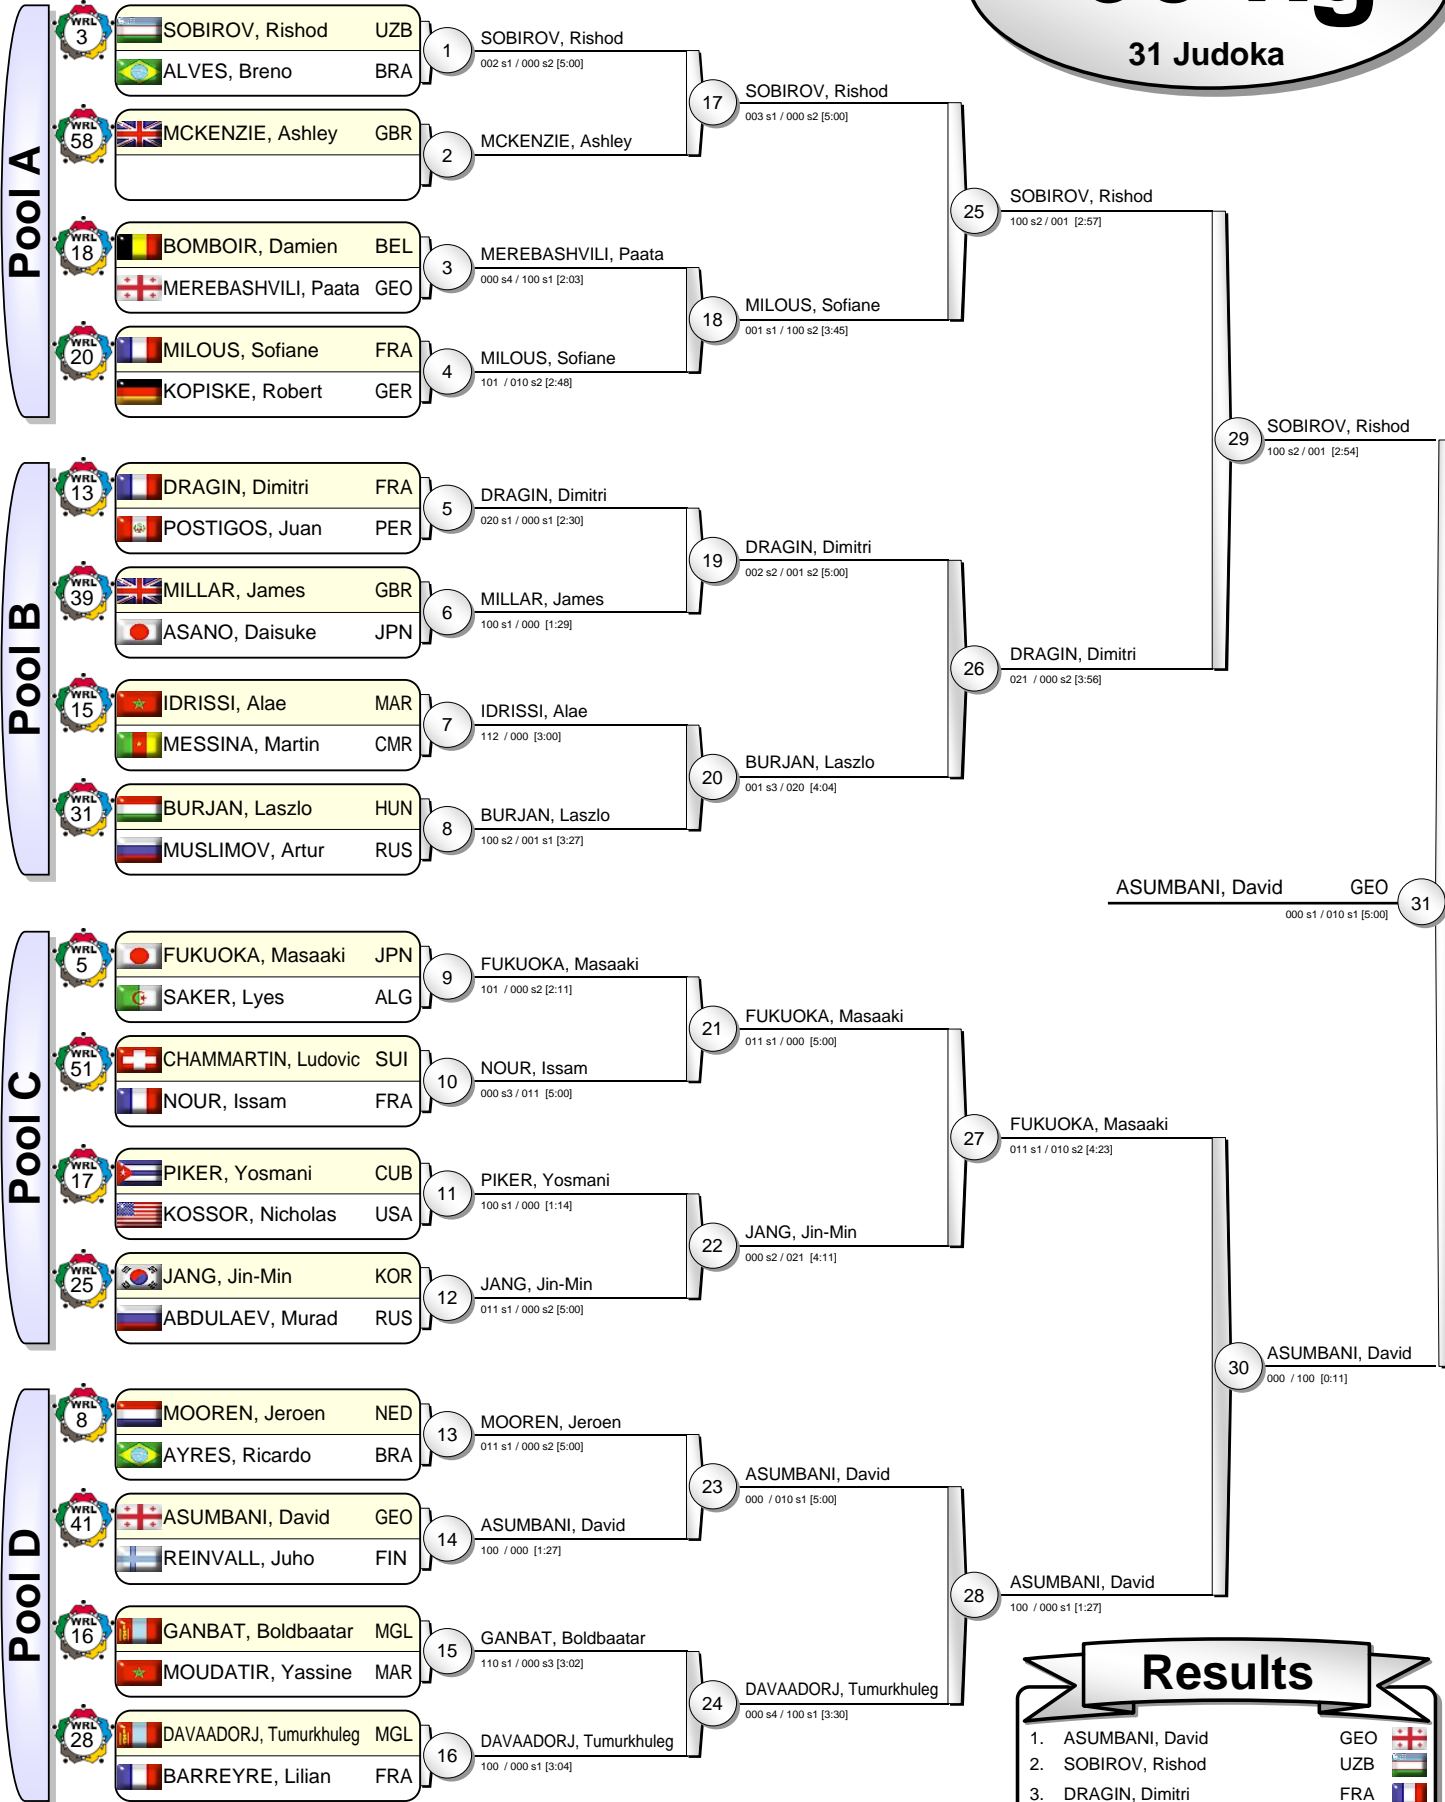 31 Judoka
Pool A
WRL 3
SOBIROV, Rishod UZB
ALVES, Breno BRA
WRL 58
MCKENZIE, Ashley GBR
WRL 18
BOMBOIR, Damien BEL
MEREBASHVILI, Paata GEO
WRL 20
MILOUS, Sofiane FRA
KOPISKE, Robert GER
1
SOBIROV, Rishod
002 s1 / 000 s2 [5:00]
2
MCKENZIE, Ashley
3
MEREBASHVILI, Paata
000 s4 / 100 s1 [2:03]
4
MILOUS, Sofiane
101 / 010 s2 [2:48]
17
SOBIROV, Rishod
003 s1 / 000 s2 [5:00]
18
MILOUS, Sofiane
001 s1 / 100 s2 [3:45]
25
SOBIROV, Rishod
100 s2 / 001 [2:57]
Pool B
WRL 13
DRAGIN, Dimitri FRA
POSTIGOS, Juan PER
WRL 39
MILLAR, James GBR
ASANO, Daisuke JPN
WRL 15
IDRISSI, Alae MAR
MESSINA, Martin CMR
WRL 31
BURJAN, Laszlo HUN
MUSLIMOV, Artur RUS
5
DRAGIN, Dimitri
020 s1 / 000 s1 [2:30]
6
MILLAR, James
100 s1 / 000 [1:29]
7
IDRISSI, Alae
112 / 000 [3:00]
8
BURJAN, Laszlo
100 s2 / 001 s1 [3:27]
19
DRAGIN, Dimitri
002 s2 / 001 s2 [5:00]
20
BURJAN, Laszlo
001 s3 / 020 [4:04]
26
DRAGIN, Dimitri
021 / 000 s2 [3:56]
29
SOBIROV, Rishod
100 s2 / 001 [2:54]
ASUMBANI, David GEO
31
000 s1 / 010 s1 [5:00]
Pool C
WRL 5
FUKUOKA, Masaaki JPN
SAKER, Lyes ALG
WRL 51
CHAMMARTIN, Ludovic SUI
NOUR, Issam FRA
WRL 17
PIKER, Yosmani CUB
KOSSOR, Nicholas USA
WRL 25
JANG, Jin-Min KOR
ABDULAEV, Murad RUS
9
FUKUOKA, Masaaki
101 / 000 s2 [2:11]
10
NOUR, Issam
000 s3 / 011 [5:00]
11
PIKER, Yosmani
100 s1 / 000 [1:14]
12
JANG, Jin-Min
011 s1 / 000 s2 [5:00]
21
FUKUOKA, Masaaki
011 s1 / 000 [5:00]
22
JANG, Jin-Min
000 s2 / 021 [4:11]
27
FUKUOKA, Masaaki
011 s1 / 010 s2 [4:23]
Pool D
WRL 8
MOOREN, Jeroen NED
AYRES, Ricardo BRA
WRL 41
ASUMBANI, David GEO
REINVALL, Juho FIN
WRL 16
GANBAT, Boldbaatar MGL
MOUDATIR, Yassine MAR
WRL 28
DAVAADORJ, Tumurkhuleg MGL
BARREYRE, Lilian FRA
13
MOOREN, Jeroen
011 s1 / 000 s2 [5:00]
14
ASUMBANI, David
100 / 000 [1:27]
15
GANBAT, Boldbaatar
110 s1 / 000 s3 [3:02]
16
DAVAADORJ, Tumurkhuleg
100 / 000 s1 [3:04]
23
ASUMBANI, David
000 / 010 s1 [5:00]
24
DAVAADORJ, Tumurkhuleg
000 s4 / 100 s1 [3:30]
28
ASUMBANI, David
100 / 000 s1 [1:27]
30
ASUMBANI, David
000 / 100 [0:11]
Results
1. ASUMBANI, David GEO
2. SOBIROV, Rishod UZB
3. DRAGIN, Dimitri FRA